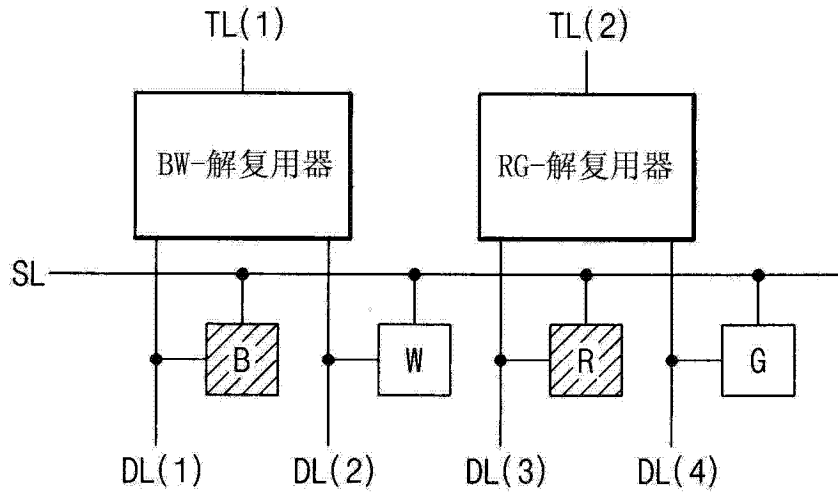 TL(1) TL(2)
BW-解复用器 RG-解复用器
SL
B W R G
DL(1) DL(2) DL(3) DL(4)